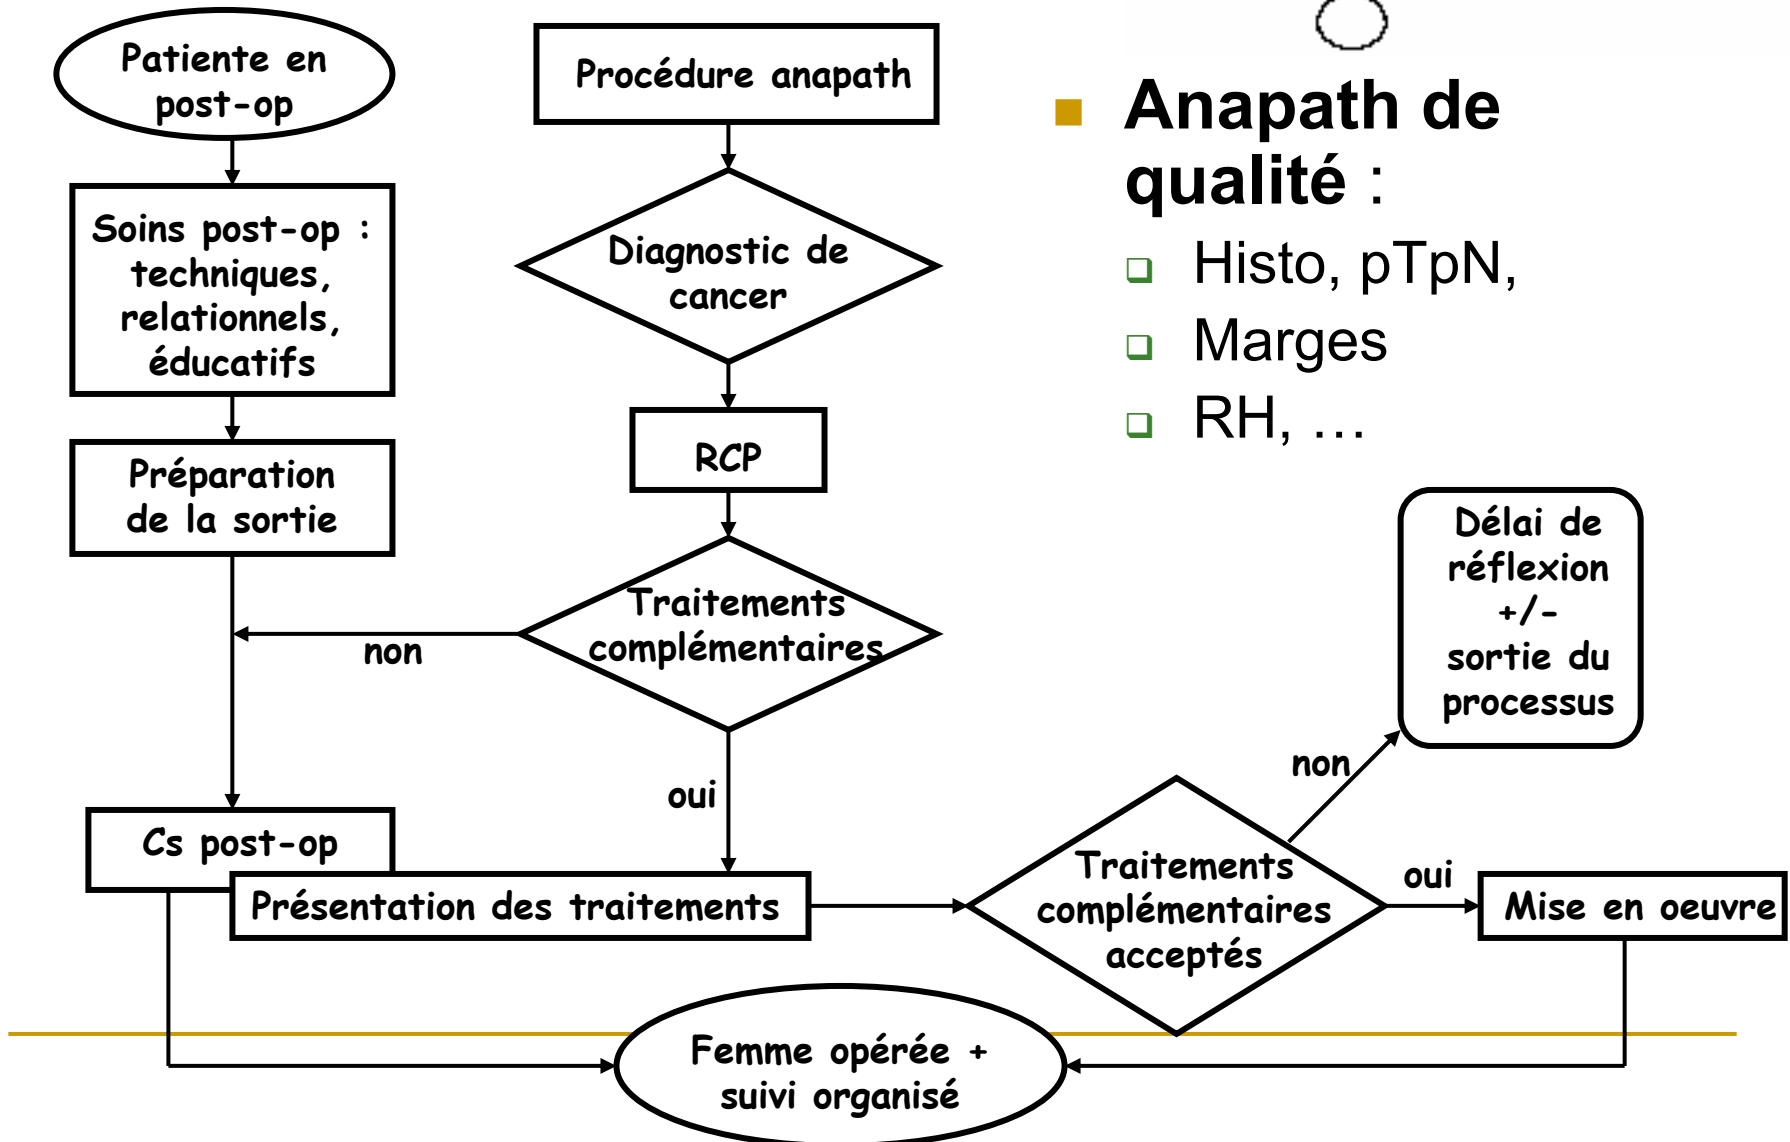 Patiente en
post-op
Soins post-op :
techniques,
relationnels,
éducatifs
Préparation
de la sortie
Procédure anapath
Diagnostic de
cancer
RCP
Traitements
complémentaires
non
oui
Cs post-op
Présentation des traitements
Traitements
complémentaires
acceptés
non
oui
Délai de
réflexion
+/-
sortie du
processus
Mise en oeuvre
Femme opérée +
suivi organisé
Anapath de
qualité :
Histo, pTpN,
Marges
RH, …